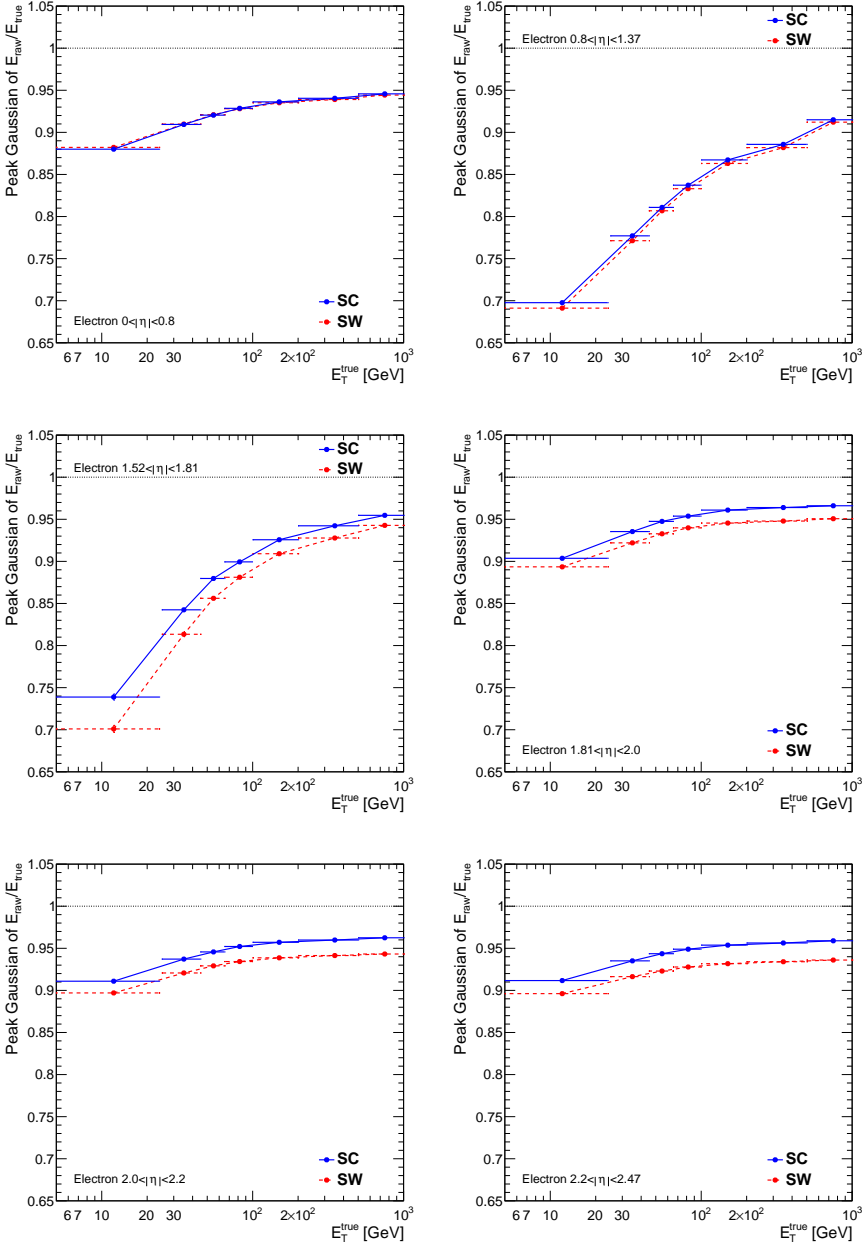 Peak Gaussian of E_raw/E_true
1.05
1
0.95
0.9
0.85
0.8
0.75
0.7
0.65
Electron 0<|η|<0.8
SC
SW
6 7 10 20 30 10² 2×10² 10³
E_T^true [GeV]
Peak Gaussian of E_raw/E_true
1.05
1
0.95
0.9
0.85
0.8
0.75
0.7
0.65
Electron 0.8<|η|<1.37
SC
SW
6 7 10 20 30 10² 2×10² 10³
E_T^true [GeV]
Peak Gaussian of E_raw/E_true
1.05
1
0.95
0.9
0.85
0.8
0.75
0.7
0.65
Electron 1.52<|η|<1.81
SC
SW
6 7 10 20 30 10² 2×10² 10³
E_T^true [GeV]
Peak Gaussian of E_raw/E_true
1.05
1
0.95
0.9
0.85
0.8
0.75
0.7
0.65
Electron 1.81<|η|<2.0
SC
SW
6 7 10 20 30 10² 2×10² 10³
E_T^true [GeV]
Peak Gaussian of E_raw/E_true
1.05
1
0.95
0.9
0.85
0.8
0.75
0.7
0.65
Electron 2.0<|η|<2.2
SC
SW
6 7 10 20 30 10² 2×10² 10³
E_T^true [GeV]
Peak Gaussian of E_raw/E_true
1.05
1
0.95
0.9
0.85
0.8
0.75
0.7
0.65
Electron 2.2<|η|<2.47
SC
SW
6 7 10 20 30 10² 2×10² 10³
E_T^true [GeV]